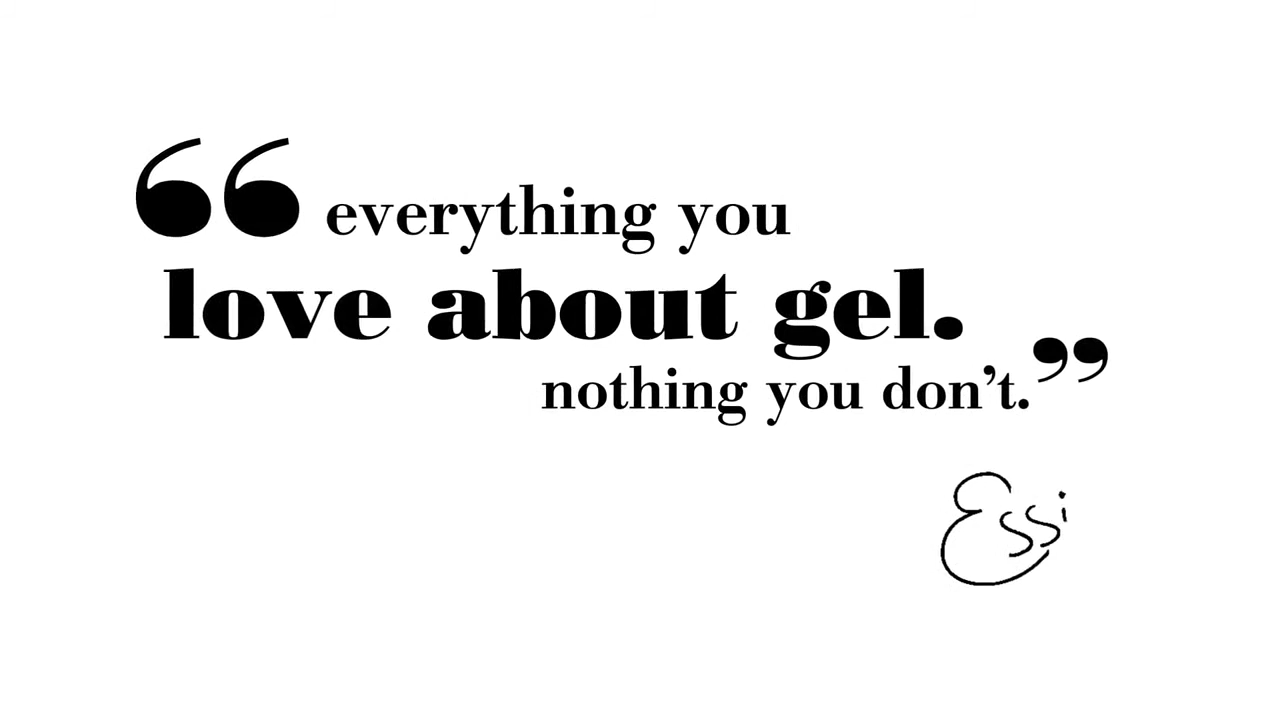 “ everything you
love about gel.
nothing you don’t.”
Essi